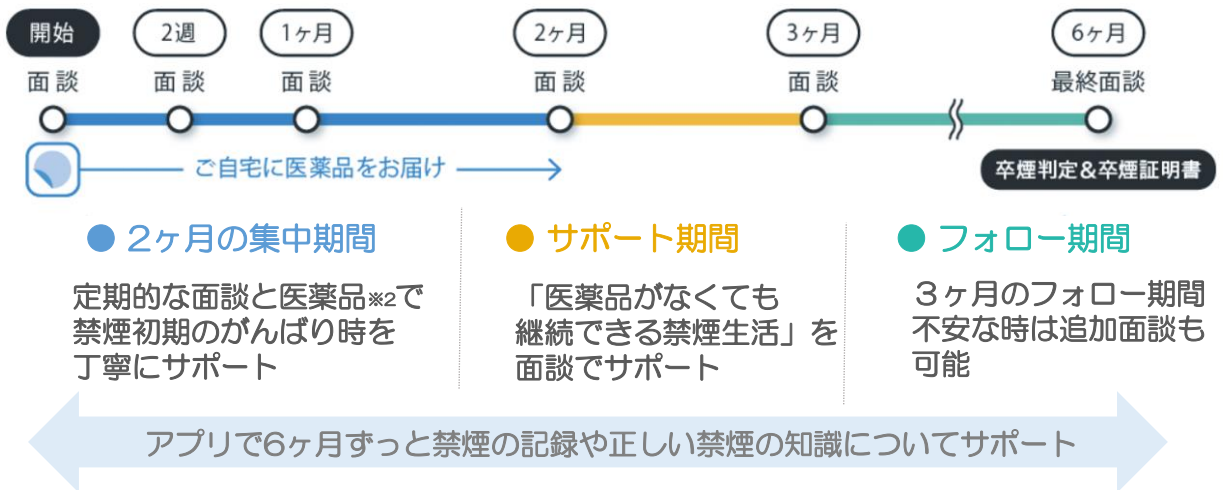 開始 2週 1ヶ月 2ヶ月 3ヶ月 6ヶ月
面談 面談 面談 面談 面談 最終面談
ご自宅に医薬品をお届け
卒煙判定&卒煙証明書
● 2ヶ月の集中期間
定期的な面談と医薬品※2で
禁煙初期のがんばり時を
丁寧にサポート
● サポート期間
「医薬品がなくても
継続できる禁煙生活」を
面談でサポート
● フォロー期間
３ヶ月のフォロー期間
不安な時は追加面談も
可能
アプリで6ヶ月ずっと禁煙の記録や正しい禁煙の知識についてサポート